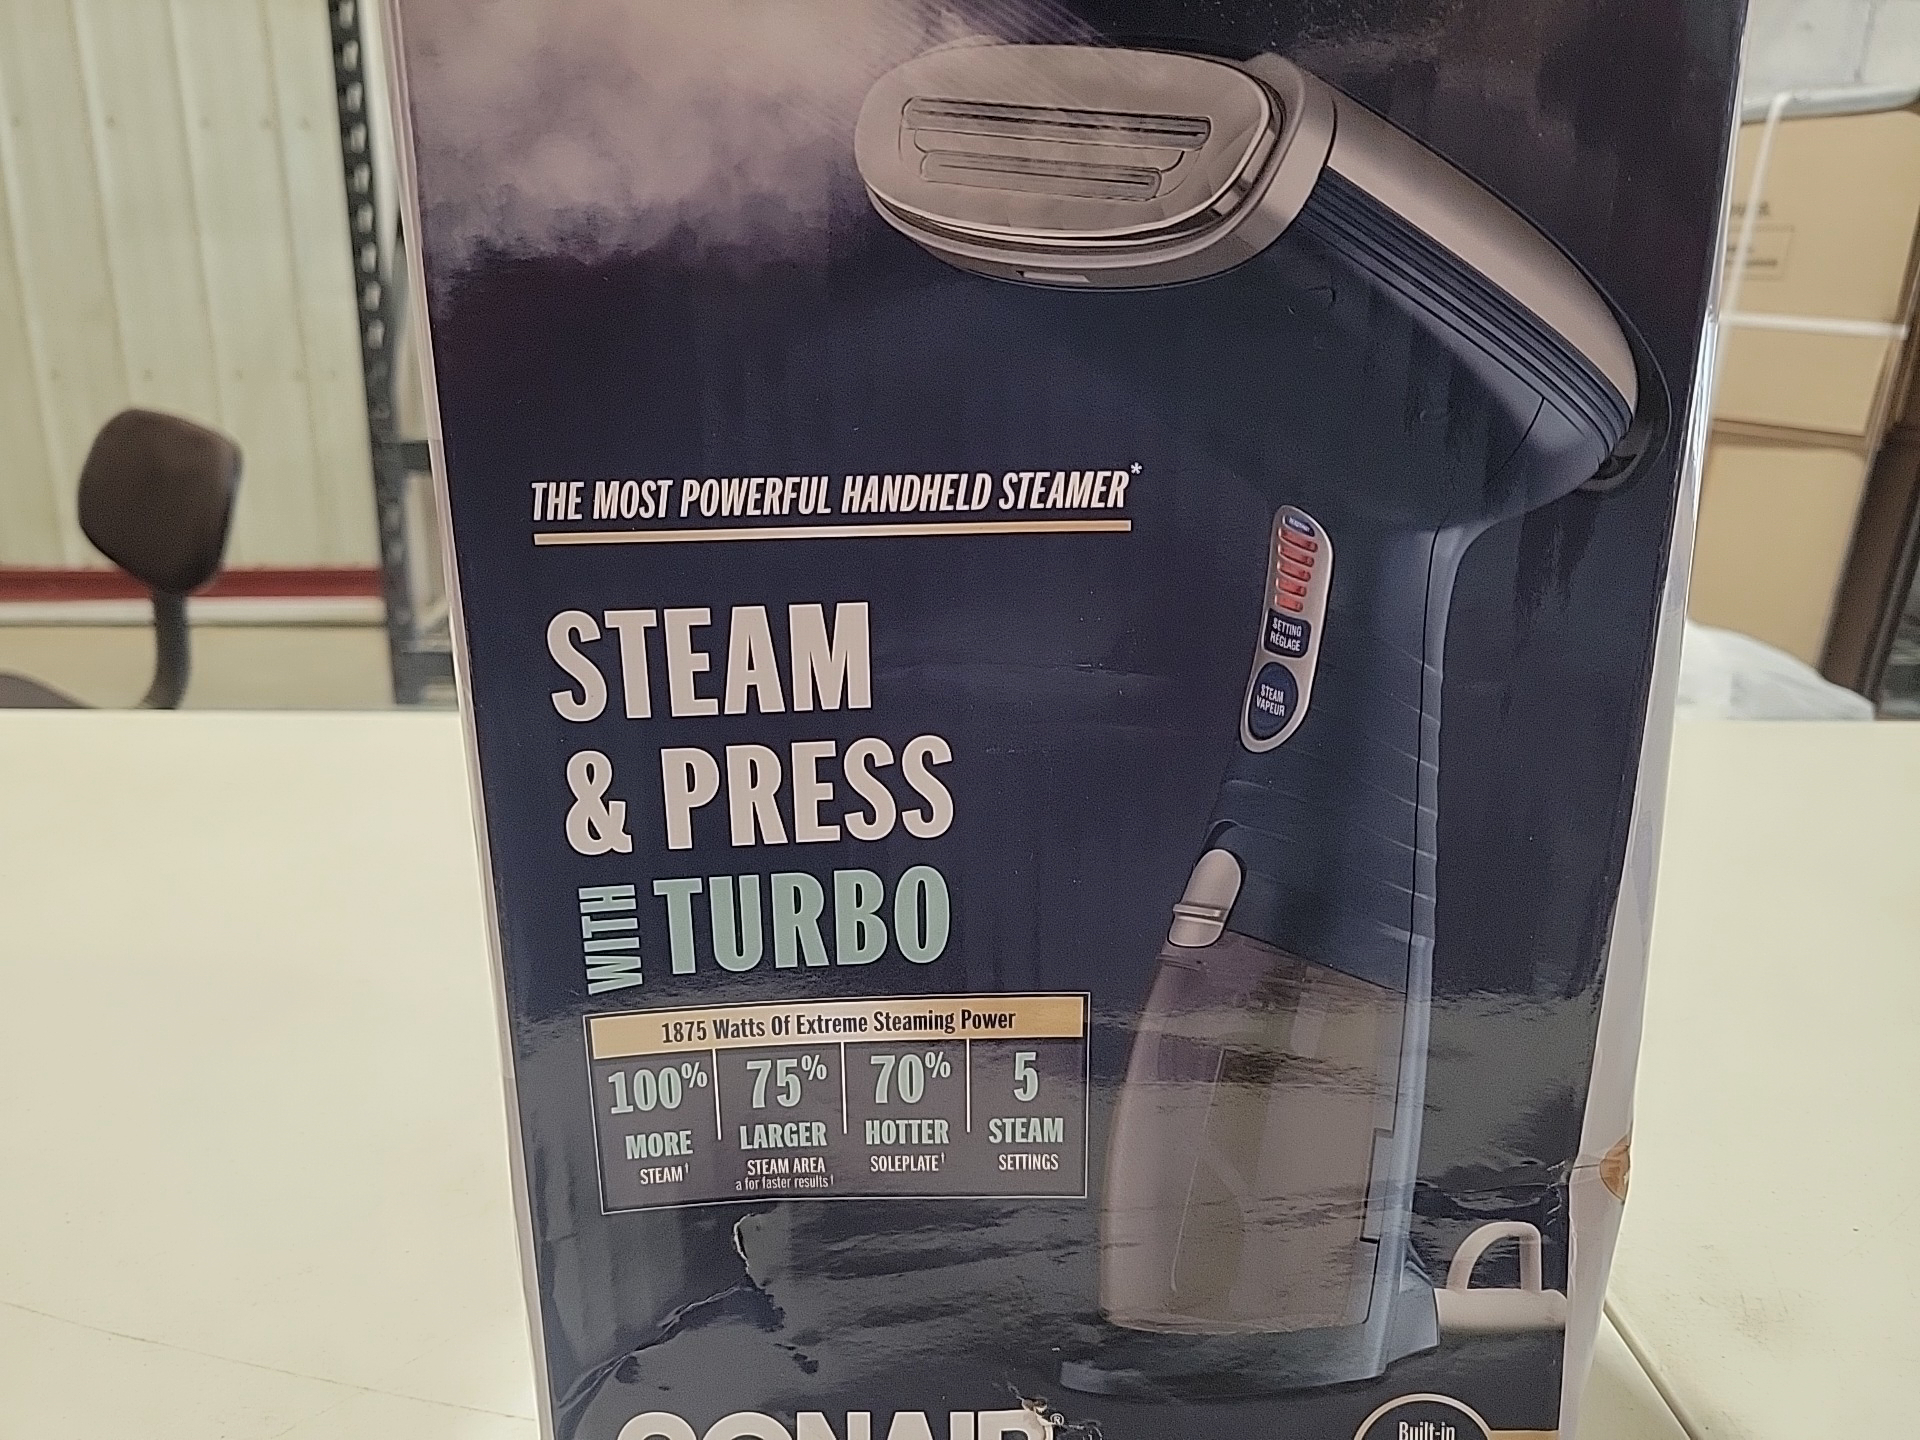 THE MOST POWERFUL HANDHELD STEAMER*
STEAM
& PRESS
WITH TURBO
1875 Watts Of Extreme Steaming Power
100% MORE STEAM†
75% LARGER STEAM AREA
a for faster results†
70% HOTTER SOLEPLATE†
5 STEAM SETTINGS
SETTING
RÉGLAGE
STEAM
VAPEUR
CONAIR®
Built-in